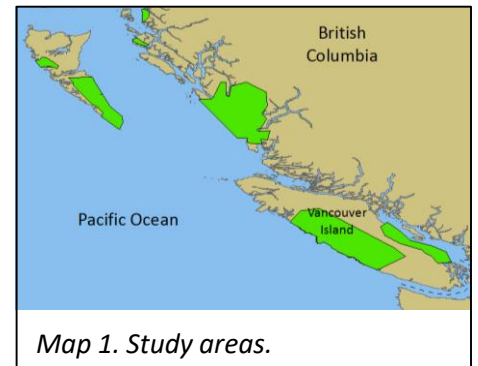 British
Columbia
Pacific Ocean
Vancouver
Island
Map 1. Study areas.